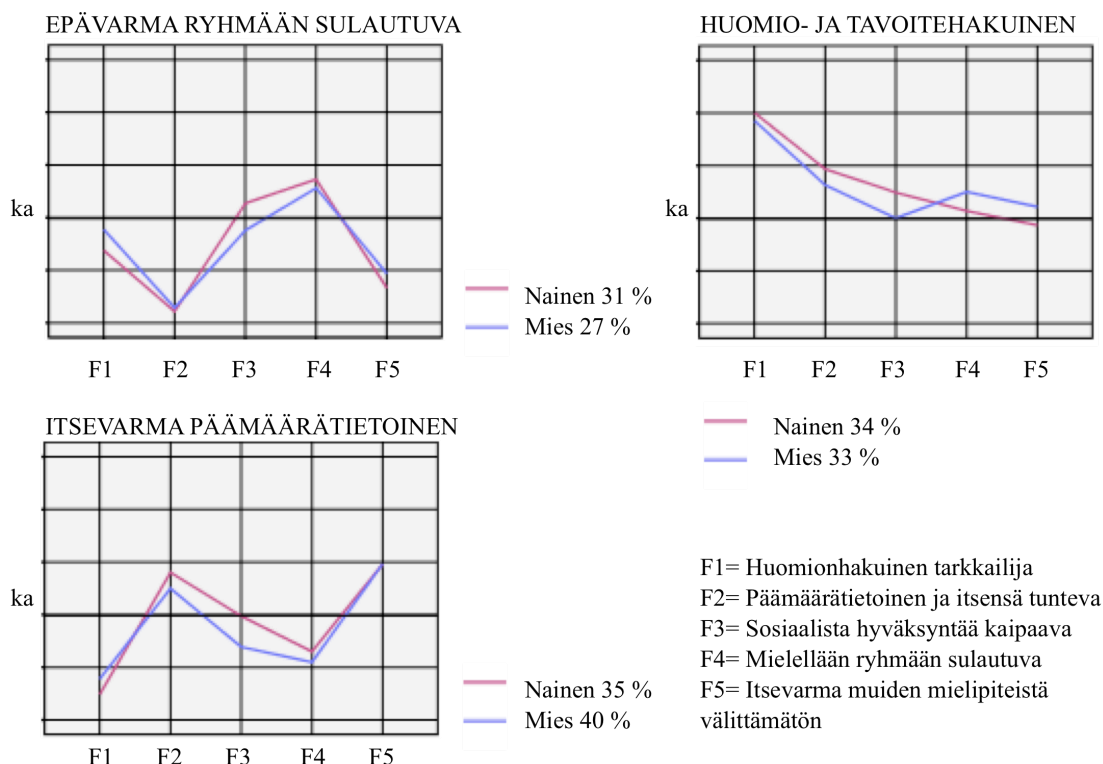 EPÄVARMA RYHMÄÄN SULAUTUVA
ka
F1 F2 F3 F4 F5
Nainen 31 %
Mies 27 %
HUOMIO- JA TAVOITEHAKUINEN
ka
F1 F2 F3 F4 F5
Nainen 34 %
Mies 33 %
ITSEVARMA PÄÄMÄÄRÄTIETOINEN
ka
F1 F2 F3 F4 F5
Nainen 35 %
Mies 40 %
F1= Huomionhakuinen tarkkailija
F2= Päämäärätietoinen ja itsensä tunteva
F3= Sosiaalista hyväksyntää kaipaava
F4= Mielellään ryhmään sulautuva
F5= Itsevarma muiden mielipiteistä
välittämätön